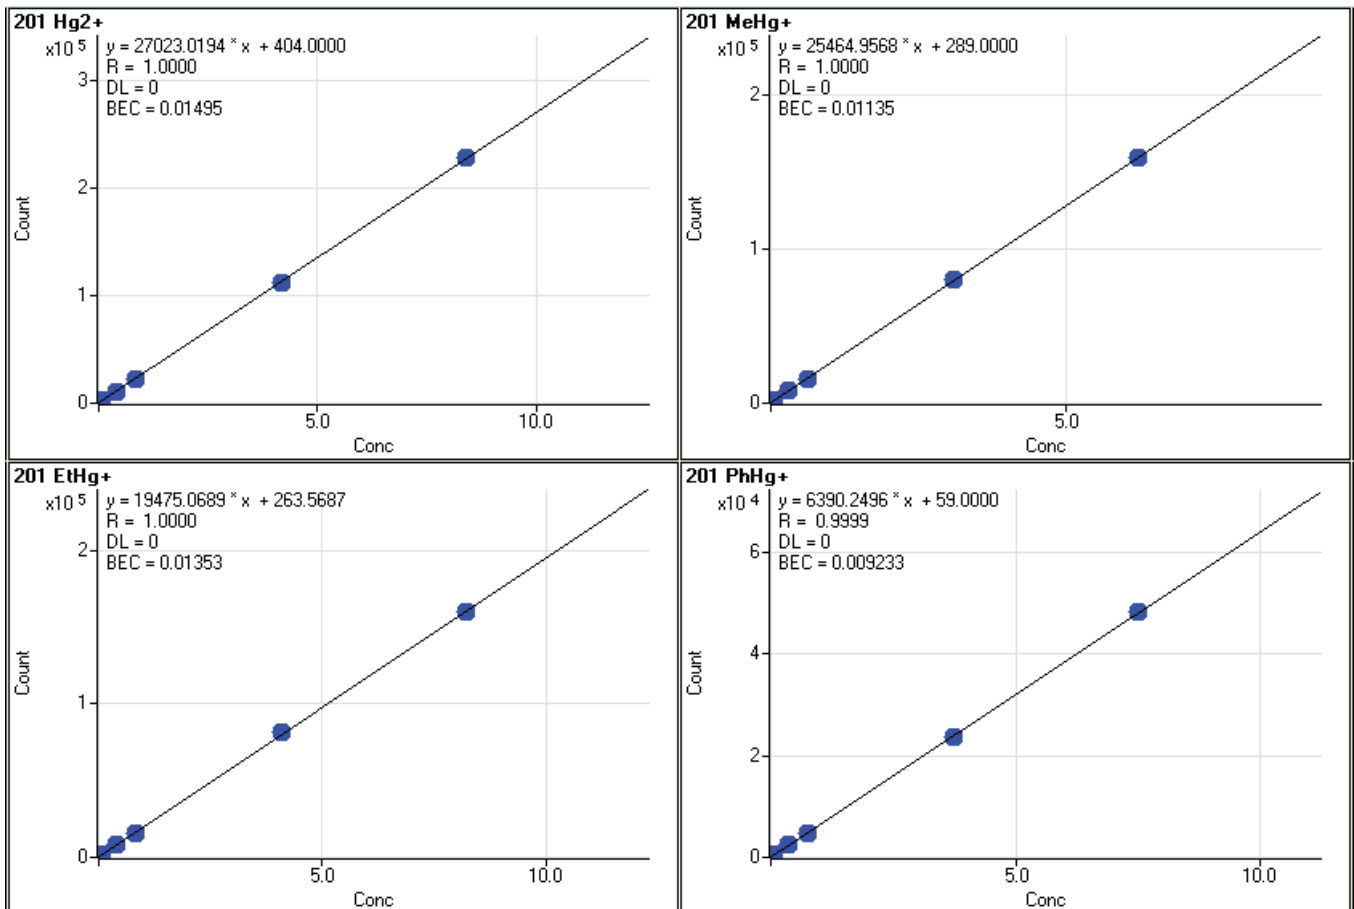 201 Hg2+
x10 5
y = 27023.0194 * x + 404.0000
R = 1.0000
DL = 0
BEC = 0.01495
3
2
1
0
Count
5.0
10.0
Conc
201 MeHg+
x10 5
y = 25464.9568 * x + 289.0000
R = 1.0000
DL = 0
BEC = 0.01135
2
1
0
Count
5.0
Conc
201 EtHg+
x10 5
y = 19475.0689 * x + 263.5687
R = 1.0000
DL = 0
BEC = 0.01353
2
1
0
Count
5.0
10.0
Conc
201 PhHg+
x10 4
y = 6390.2496 * x + 59.0000
R = 0.9999
DL = 0
BEC = 0.009233
6
4
2
0
Count
5.0
10.0
Conc